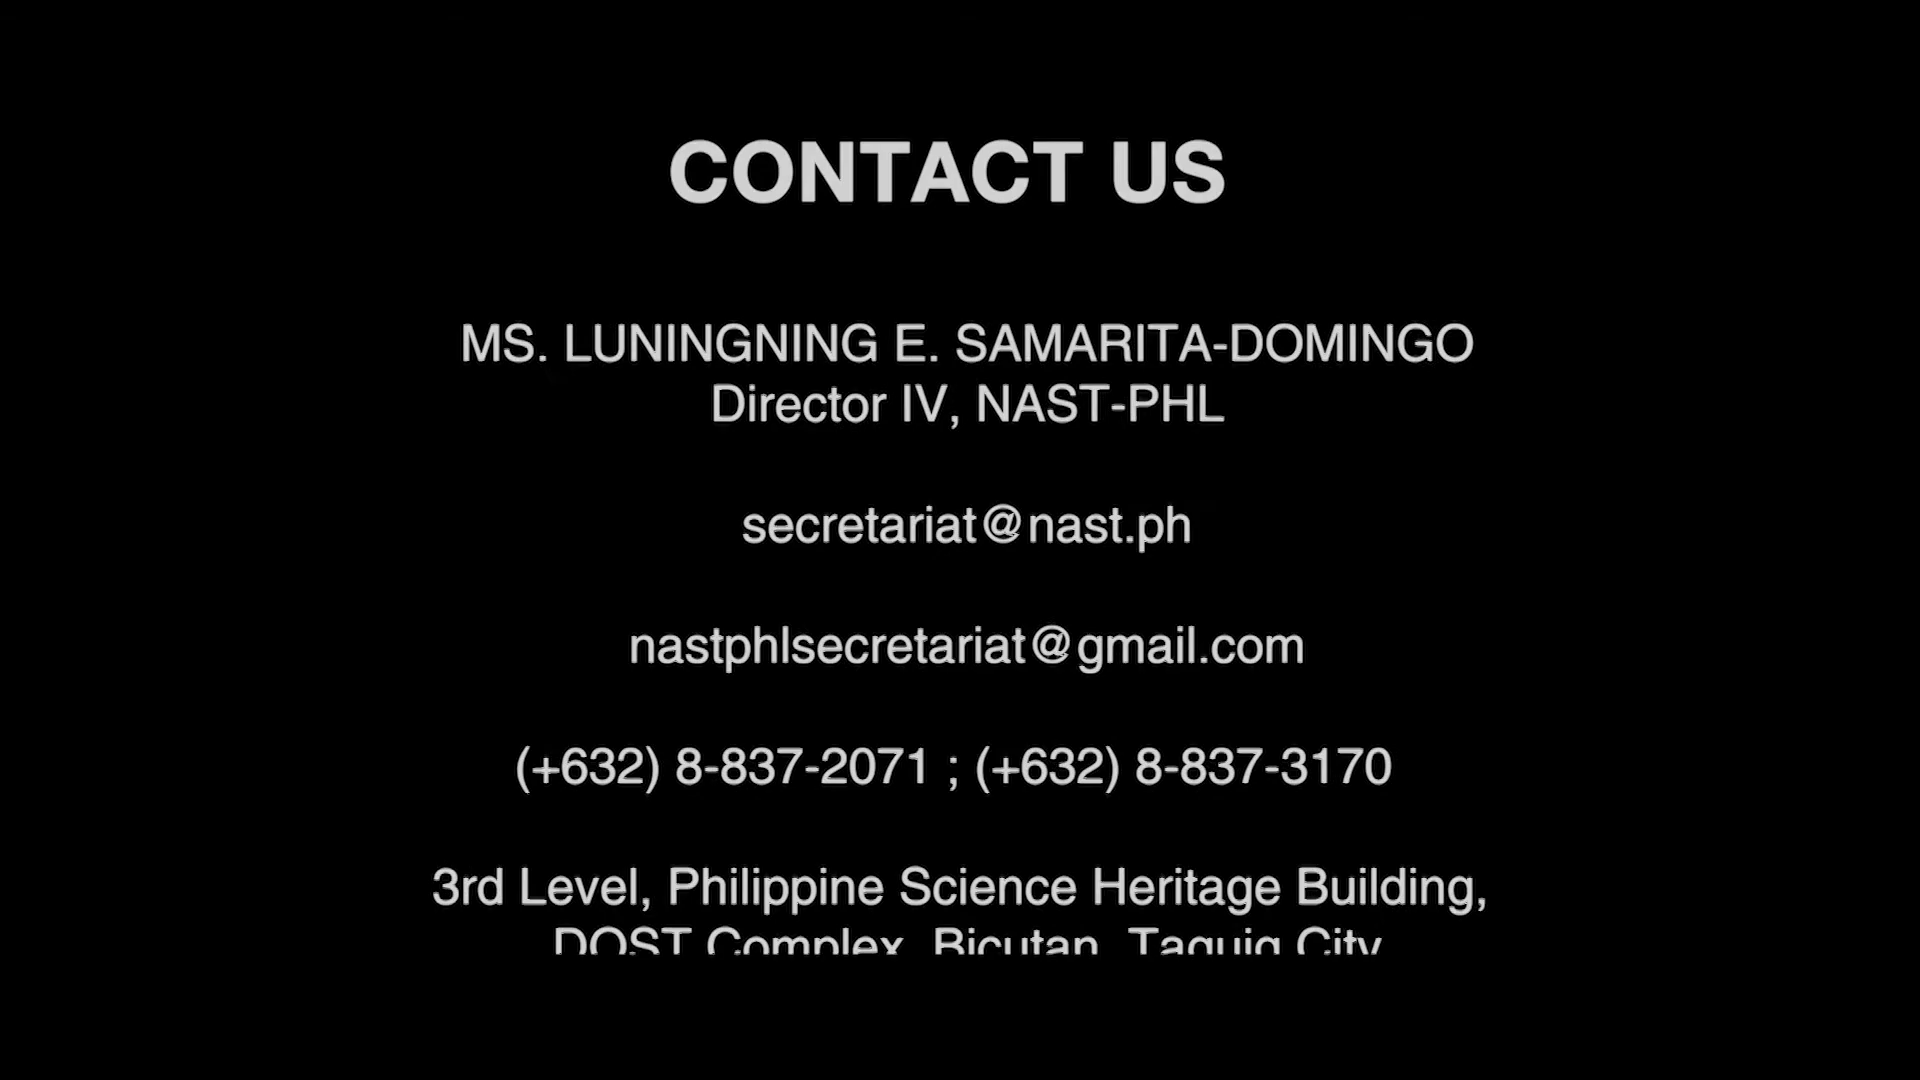 CONTACT US
MS. LUNINGNING E. SAMARITA-DOMINGO
Director IV, NAST-PHL
secretariat@nast.ph
nastphlsecretariat@gmail.com
(+632) 8-837-2071 ; (+632) 8-837-3170
3rd Level, Philippine Science Heritage Building,
DOST Complex, Bicutan, Taguig City